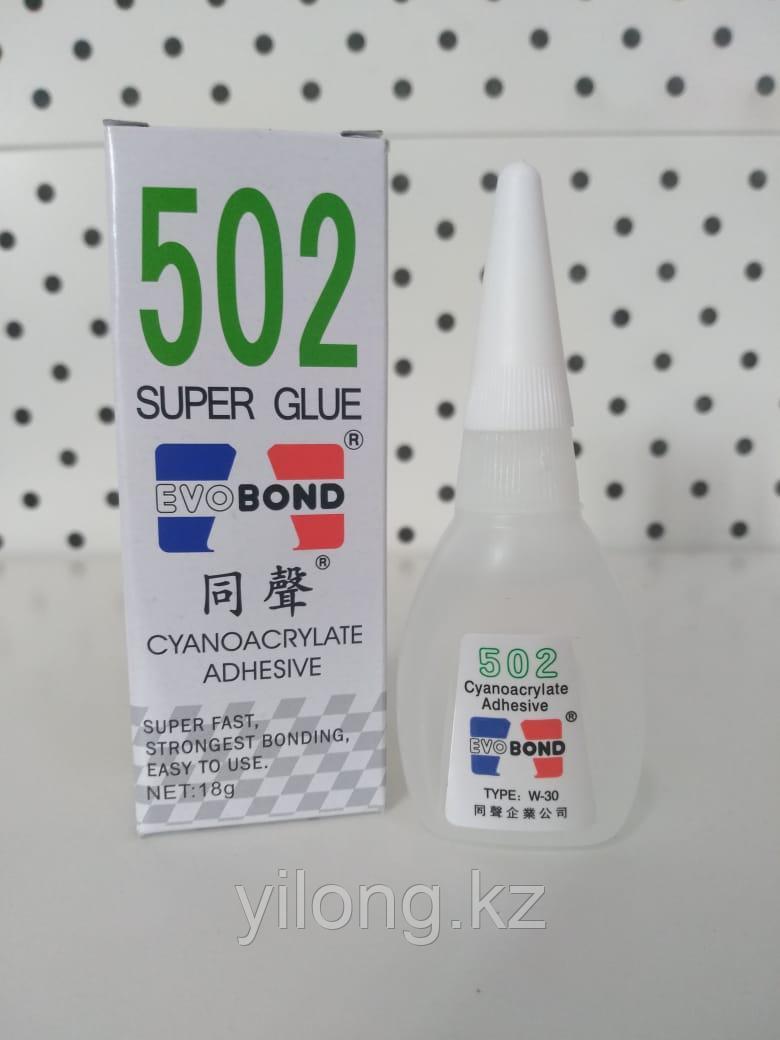 502
SUPER GLUE
®
EVOBOND
同聲®
CYANOACRYLATE
ADHESIVE
SUPER FAST,
STRONGEST BONDING,
EASY TO USE.
NET:18g
502
Cyanoacrylate
Adhesive
®
EVOBOND
TYPE: W-30
同聲企業公司
yilong.kz